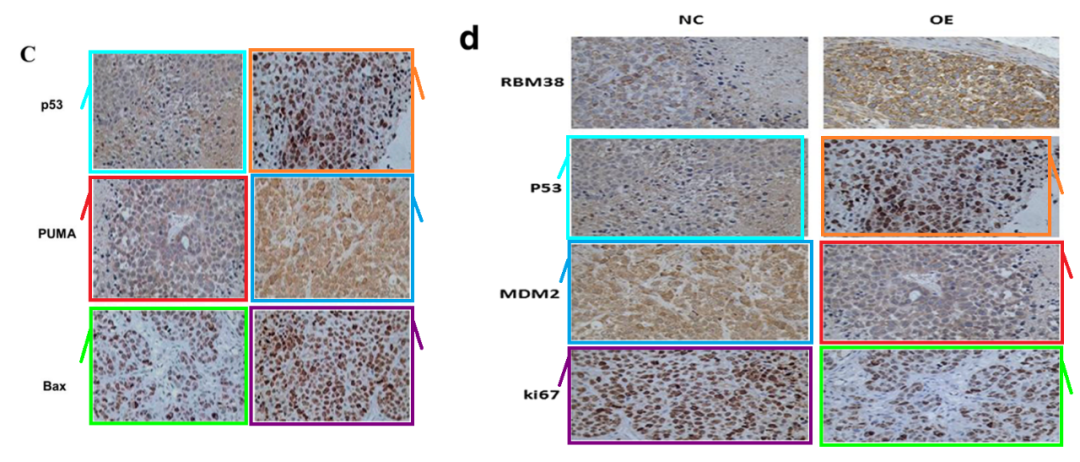 C
p53
PUMA
Bax
d
NC
OE
RBM38
P53
MDM2
ki67